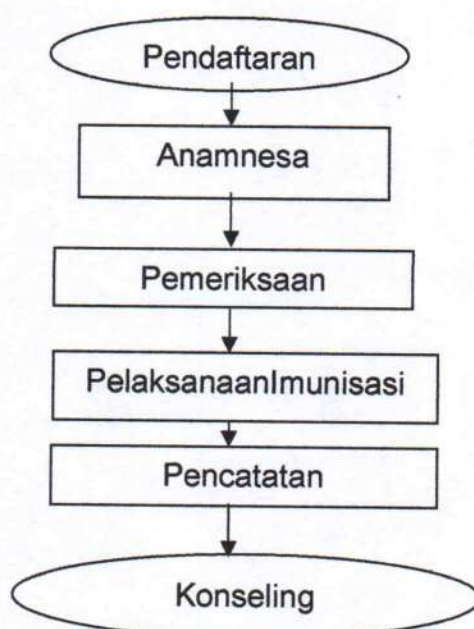 Pendaftaran
Anamnesa
Pemeriksaan
PelaksanaanImunisasi
Pencatatan
Konseling